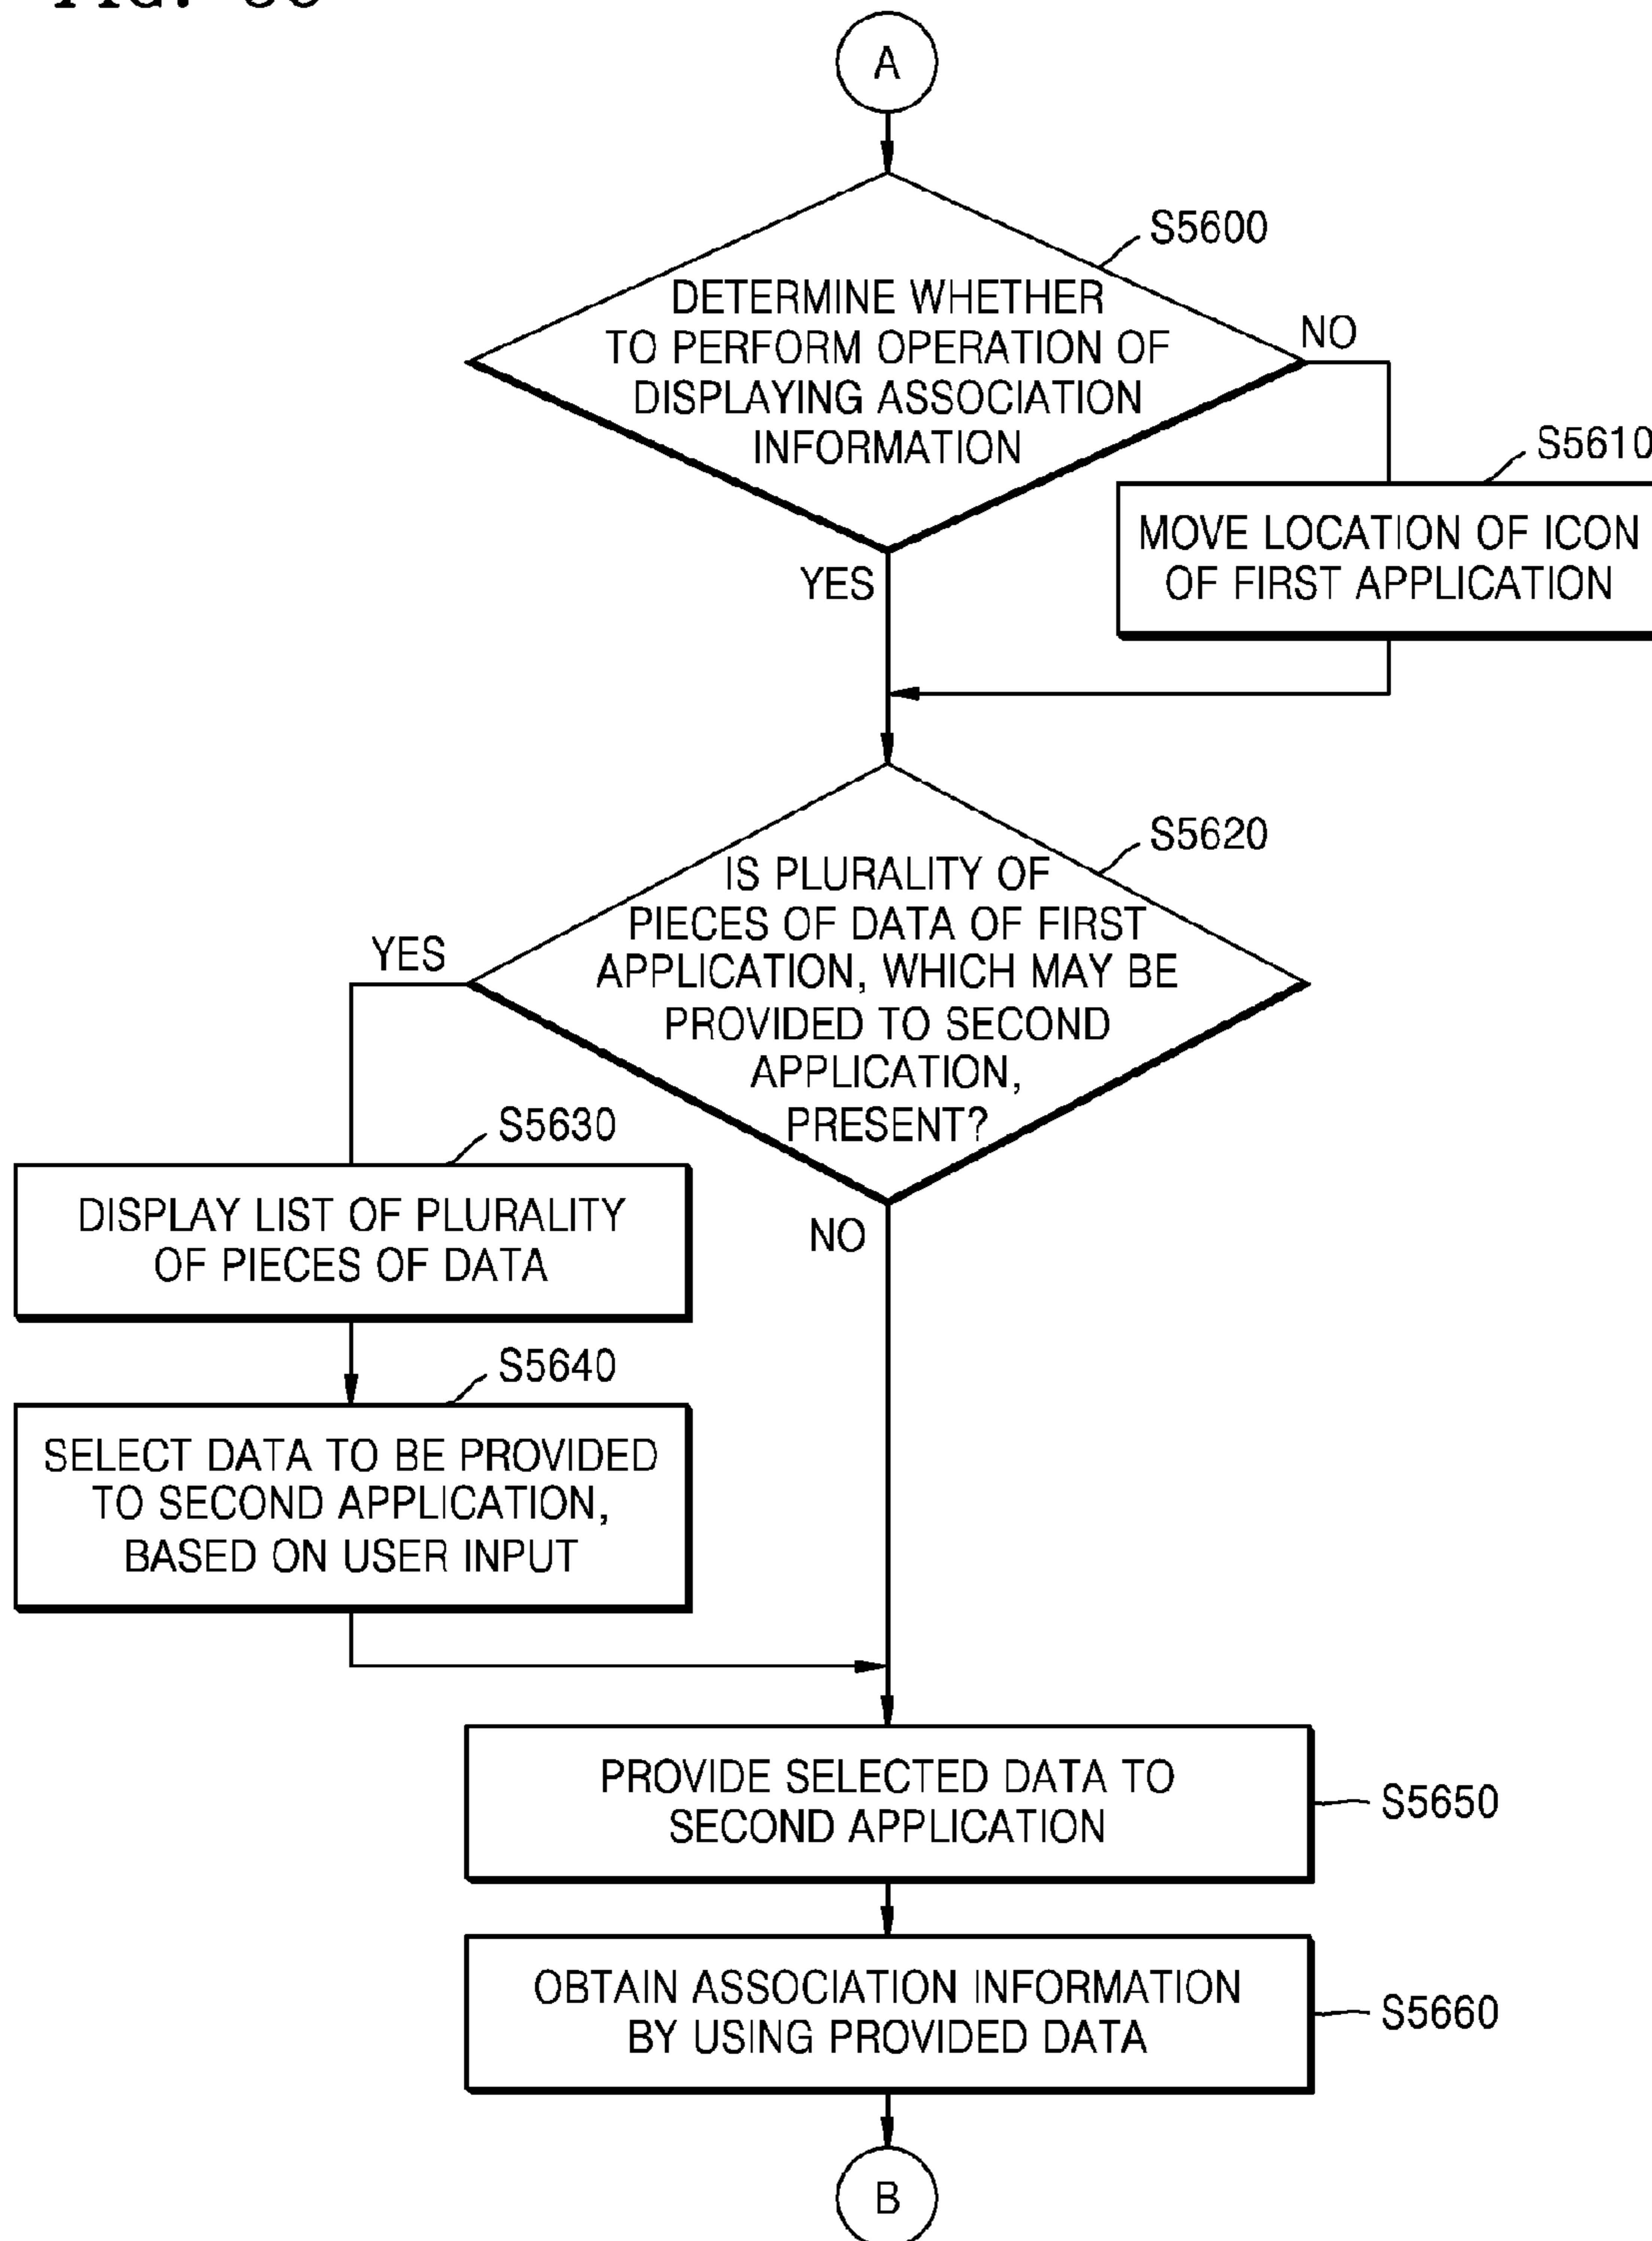 A
S5600
DETERMINE WHETHER
TO PERFORM OPERATION OF
DISPLAYING ASSOCIATION
INFORMATION
NO
S5610
MOVE LOCATION OF ICON
OF FIRST APPLICATION
YES
S5620
IS PLURALITY OF
PIECES OF DATA OF FIRST
APPLICATION, WHICH MAY BE
PROVIDED TO SECOND
APPLICATION,
PRESENT?
YES
S5630
DISPLAY LIST OF PLURALITY
OF PIECES OF DATA
NO
S5640
SELECT DATA TO BE PROVIDED
TO SECOND APPLICATION,
BASED ON USER INPUT
PROVIDE SELECTED DATA TO
SECOND APPLICATION
S5650
OBTAIN ASSOCIATION INFORMATION
BY USING PROVIDED DATA
S5660
B